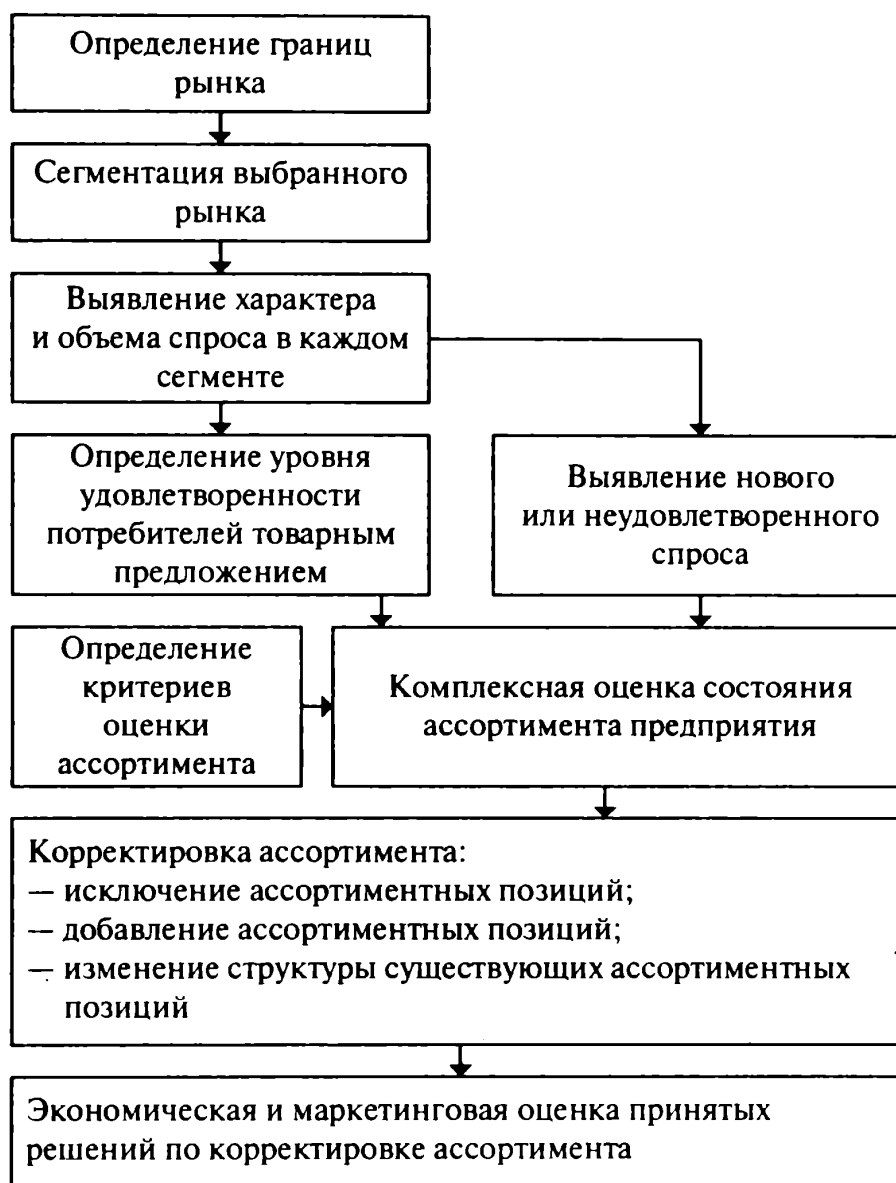 Определение границ
рынка
Сегментация выбранного
рынка
Выявление характера
и объема спроса в каждом
сегменте
Определение уровня
удовлетворенности
потребителей товарным
предложением
Выявление нового
или неудовлетворенного
спроса
Определение
критериев
оценки
ассортимента
Комплексная оценка состояния
ассортимента предприятия
Корректировка ассортимента:
— исключение ассортиментных позиций;
— добавление ассортиментных позиций;
— изменение структуры существующих ассортиментных
позиций
Экономическая и маркетинговая оценка принятых
решений по корректировке ассортимента